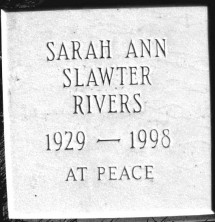 SARAH ANN
SLAWTER
RIVERS
1929 — 1998
AT PEACE